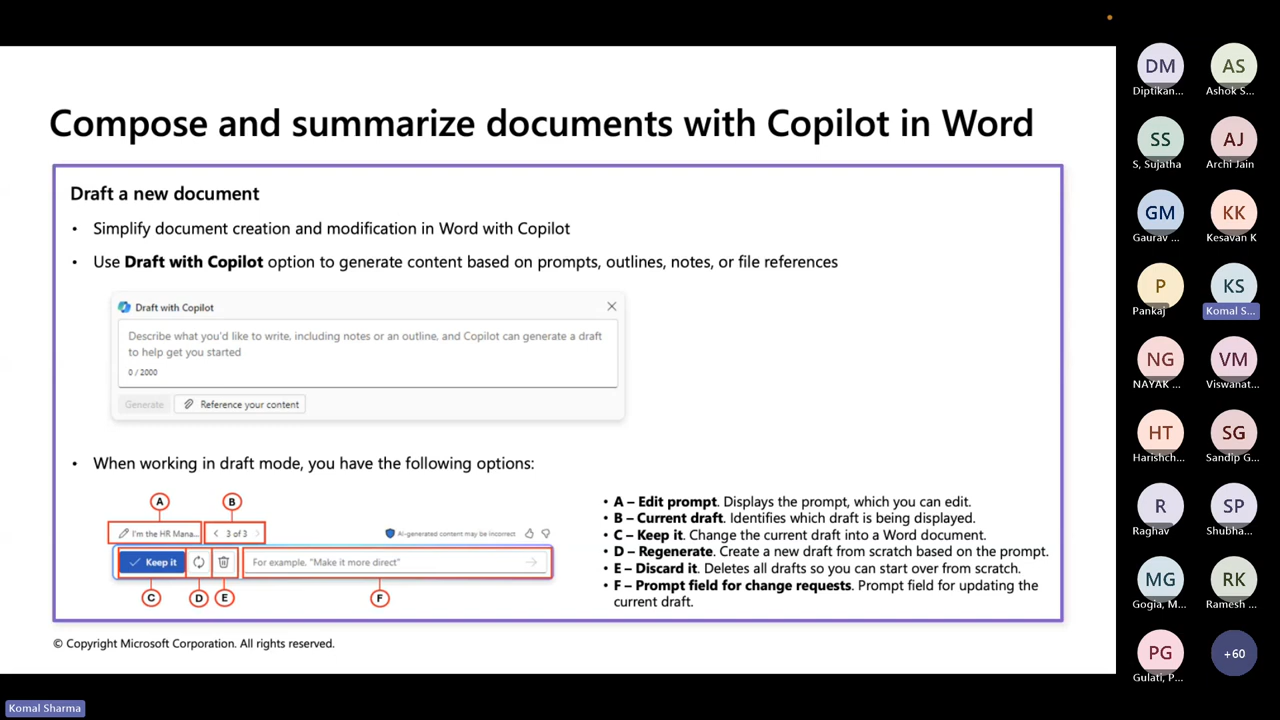 Compose and summarize documents with Copilot in Word
Draft a new document
• Simplify document creation and modification in Word with Copilot
• Use Draft with Copilot option to generate content based on prompts, outlines, notes, or file references
Draft with Copilot
Describe what you'd like to write, including notes or an outline, and Copilot can generate a draft
to help get you started
0 / 2000
Generate
Reference your content
• When working in draft mode, you have the following options:
A
B
I'm the HR Mana...
3 of 3
AI-generated content may be incorrect
Keep it
For example, "Make it more direct"
C
D
E
F
• A – Edit prompt. Displays the prompt, which you can edit.
• B – Current draft. Identifies which draft is being displayed.
• C – Keep it. Change the current draft into a Word document.
• D – Regenerate. Create a new draft from scratch based on the prompt.
• E – Discard it. Deletes all drafts so you can start over from scratch.
• F – Prompt field for change requests. Prompt field for updating the
current draft.
© Copyright Microsoft Corporation. All rights reserved.
Komal Sharma
DM
Diptikan...
AS
Ashok S...
SS
S, Sujatha
AJ
Archi Jain
GM
Gaurav ...
KK
Kesavan K
P
Pankaj
KS
Komal S...
NG
NAYAK ...
VM
Viswanat...
HT
Harishch...
SG
Sandip G...
R
Raghav
SP
Shubha...
MG
Gogia, M...
RK
Ramesh ...
PG
Gulati, P...
+60